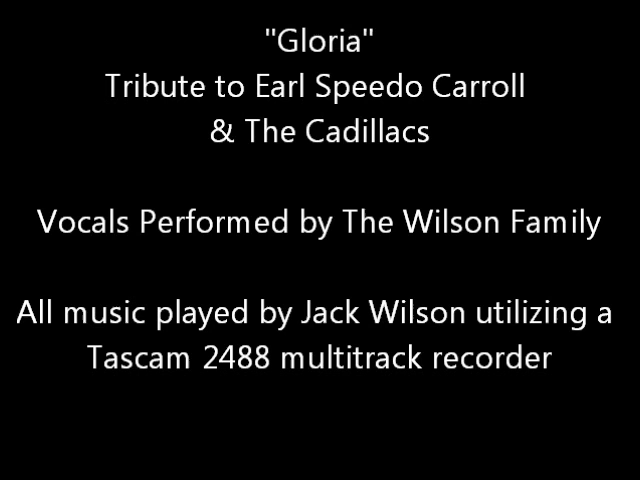 "Gloria"
Tribute to Earl Speedo Carroll
& The Cadillacs
Vocals Performed by The Wilson Family
All music played by Jack Wilson utilizing a
Tascam 2488 multitrack recorder